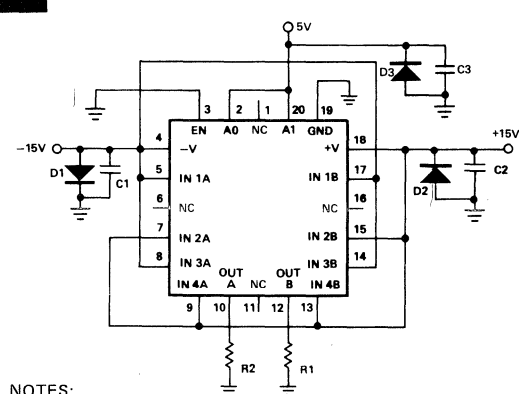 5V
D3
C3
3 2 1 20 19
EN A0 NC A1 GND
-15V
4
-V
+V
18
+15V
D1
C1
5
IN 1A
IN 1B
17
D2
C2
6
NC
NC
16
7
IN 2A
IN 2B
15
8
IN 3A
IN 3B
14
OUT OUT
IN 4A A NC B IN 4B
9 10 11 12 13
R2
R1
NOTES: